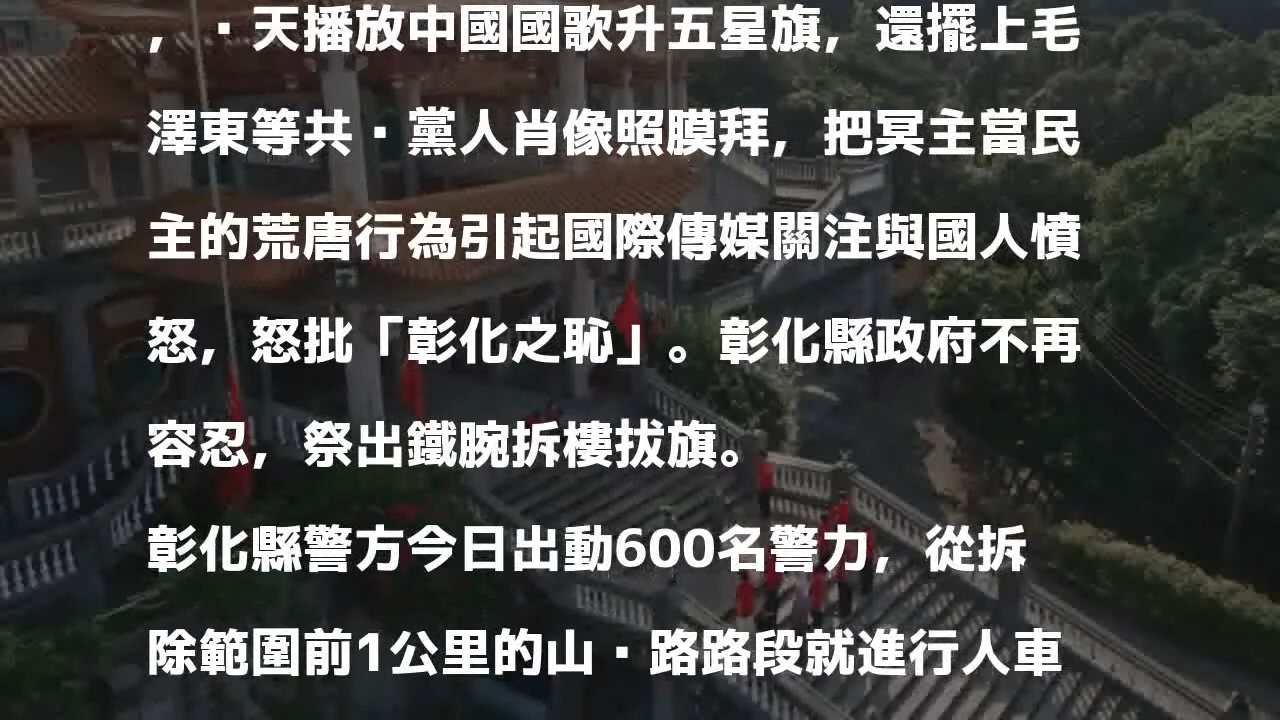 ，▪天播放中國國歌升五星旗，還擺上毛
澤東等共▪黨人肖像照膜拜，把冥主當民
主的荒唐行為引起國際傳媒關注與國人憤
怒，怒批「彰化之恥」。彰化縣政府不再
容忍，祭出鐵腕拆樓拔旗。
彰化縣警方今日出動600名警力，從拆
除範圍前1公里的山▪路路段就進行人車